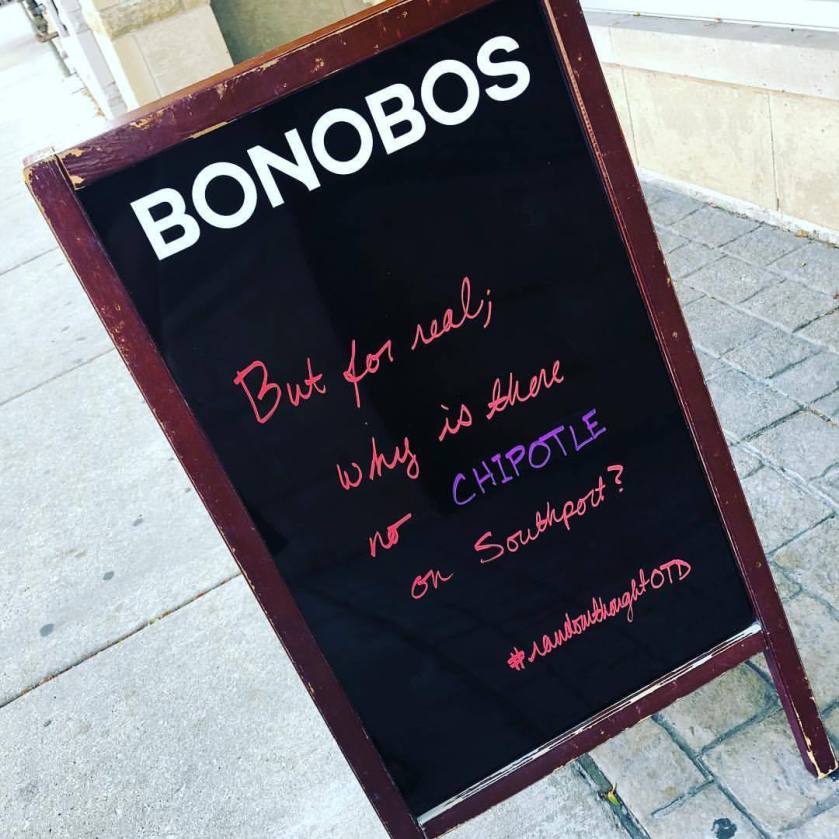 BONOBOS
But for real;
why is there
no CHIPOTLE
on Southport?
#randomthoughtOTD